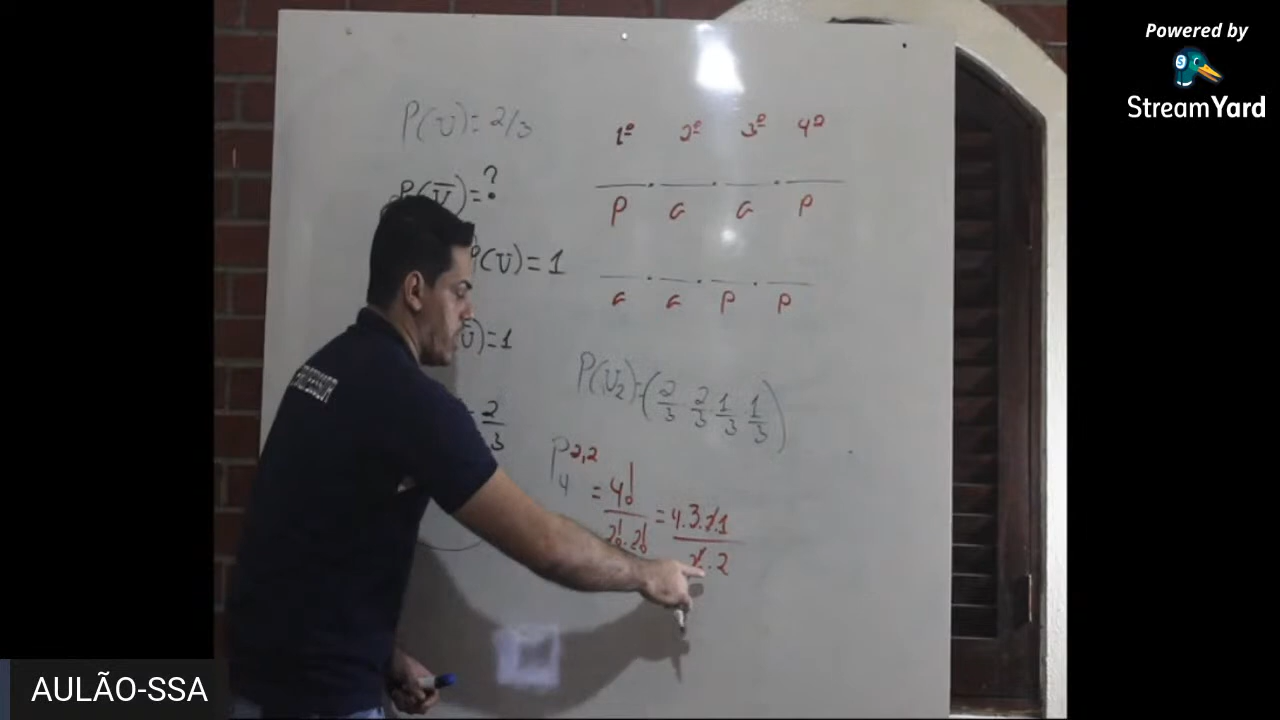 Powered by
StreamYard
P(U)=2/3
P(U̅)=?
P(U̅)=1
U̅)=1
2/3
1º 2º 3º 4º
P G G P
G G P P
P(U₂)=(2/3 · 2/3 · 1/3 · 1/3)
P₄^2,2 = 4!/2!·2! = 4.3.2.1/2.2
AULÃO-SSA